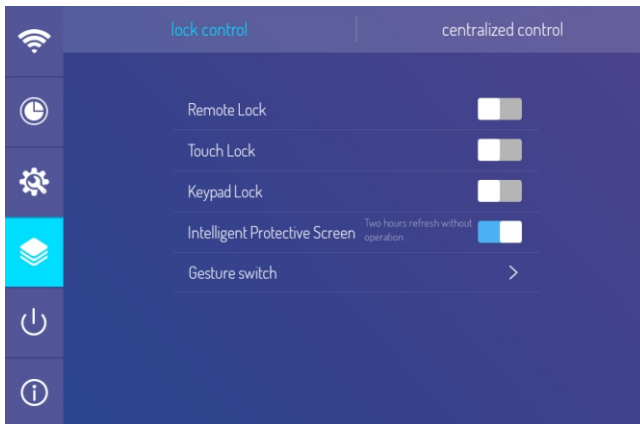 lock control
centralized control
Remote Lock
Touch Lock
Keypad Lock
Intelligent Protective Screen
Two hours refresh without
operation
Gesture switch